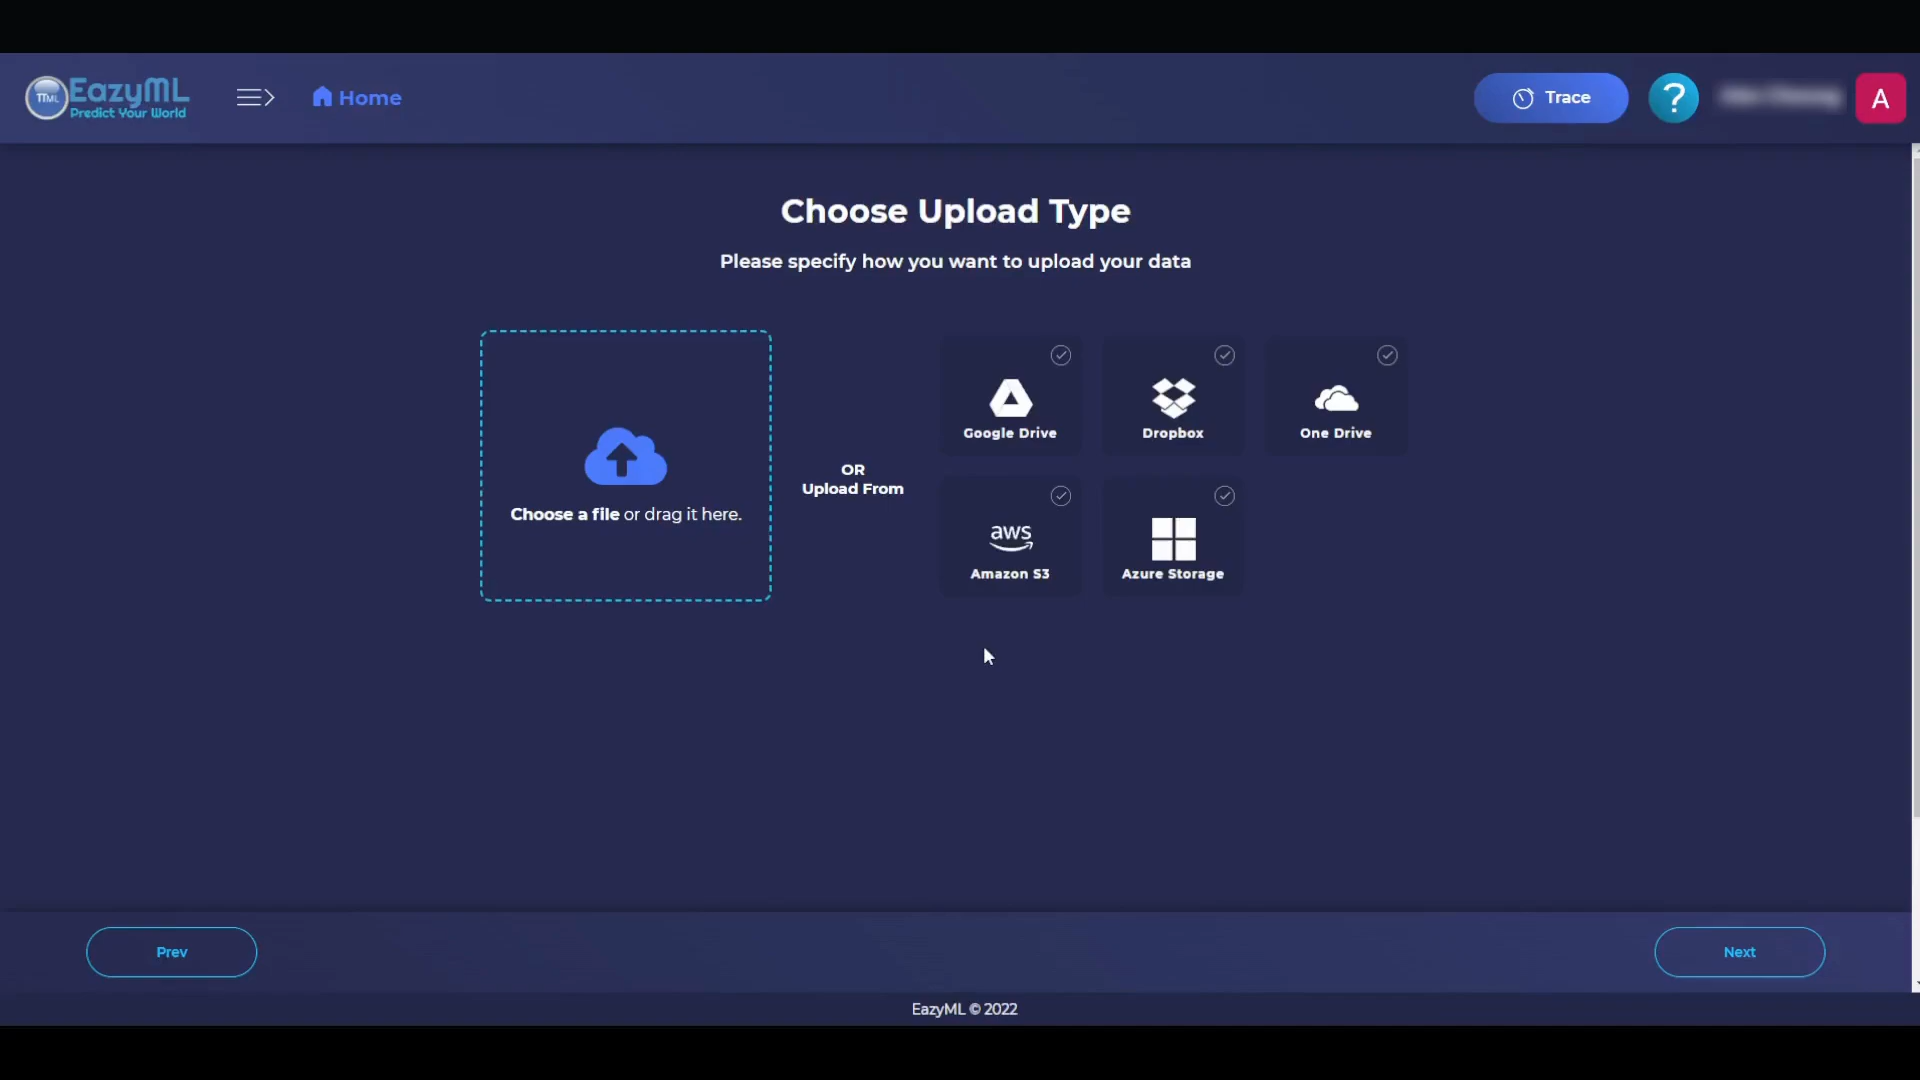 TTML
EazyML
Predict Your World
Home
Trace
?
A
Choose Upload Type
Please specify how you want to upload your data
Choose a file or drag it here.
OR
Upload From
Google Drive
Dropbox
One Drive
aws
Amazon S3
Azure Storage
Prev
Next
EazyML © 2022